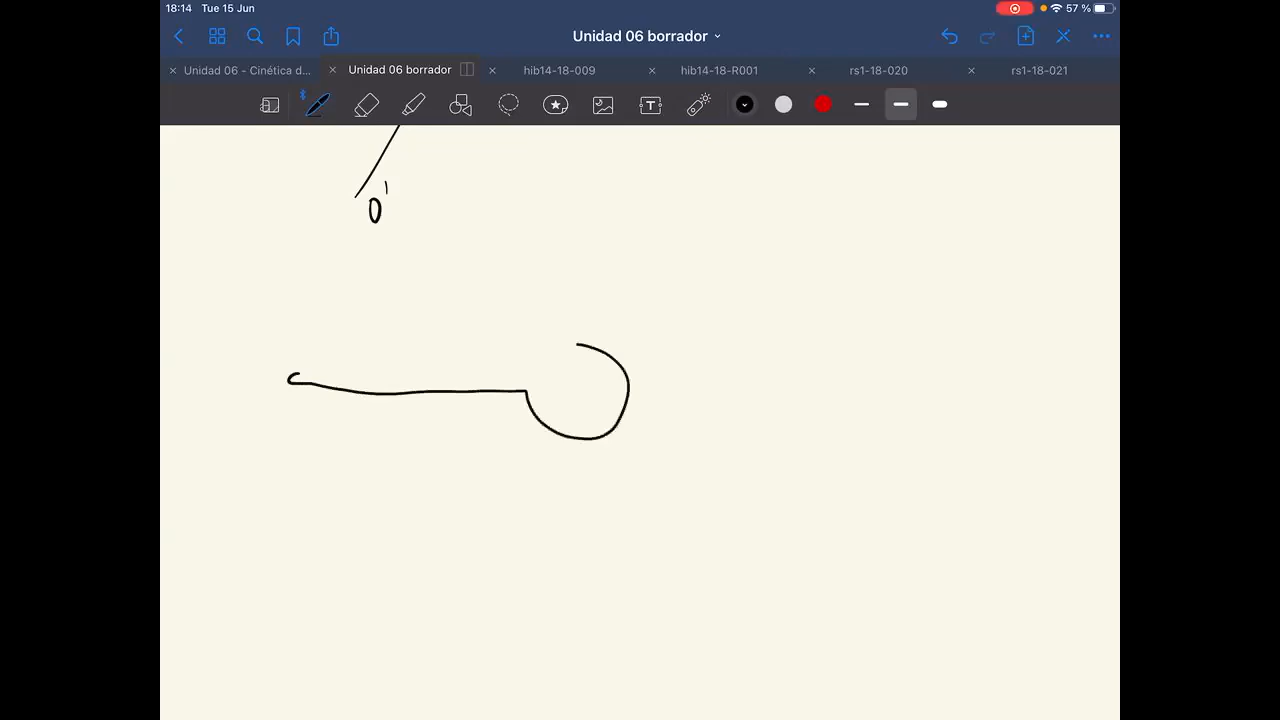 18:14 Tue 15 Jun 57 %
Unidad 06 borrador
Unidad 06 - Cinética d... Unidad 06 borrador hib14-18-009 hib14-18-R001 rs1-18-020 rs1-18-021
T
O'